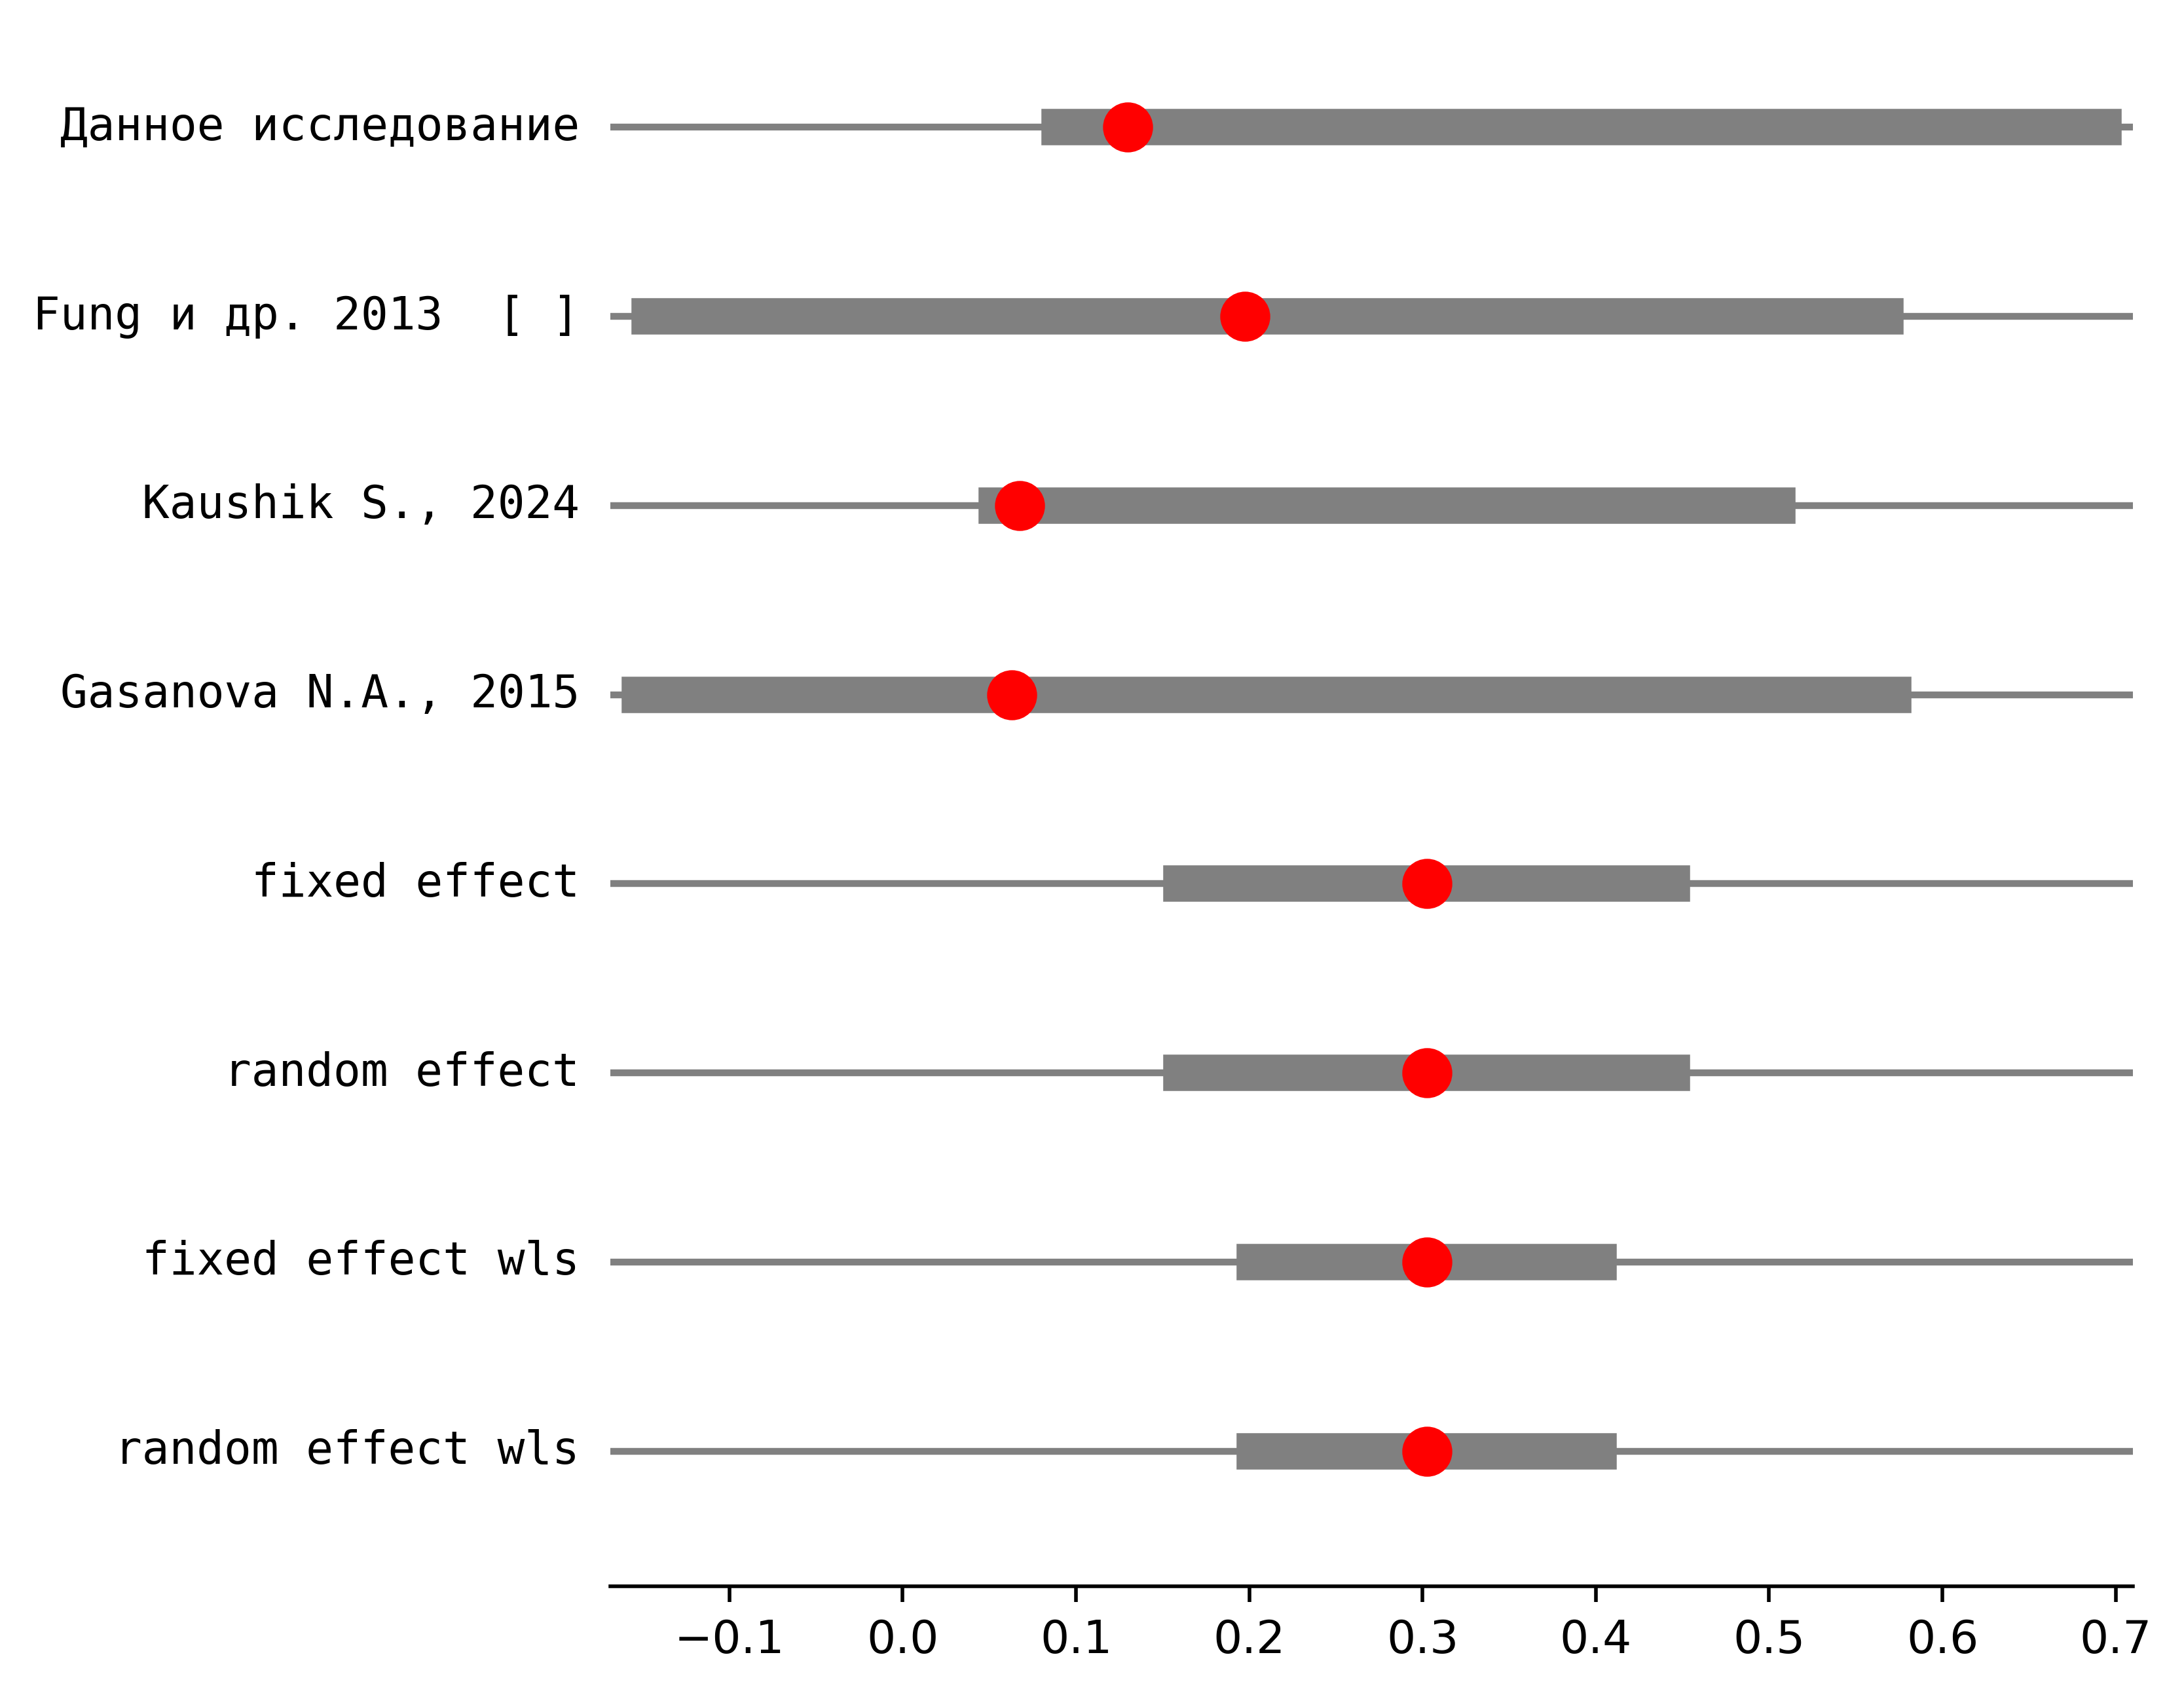 Данное исследование
Fung и др. 2013 [ ]
Kaushik S., 2024
Gasanova N.A., 2015
fixed effect
random effect
fixed effect wls
random effect wls
−0.1 0.0 0.1 0.2 0.3 0.4 0.5 0.6 0.7